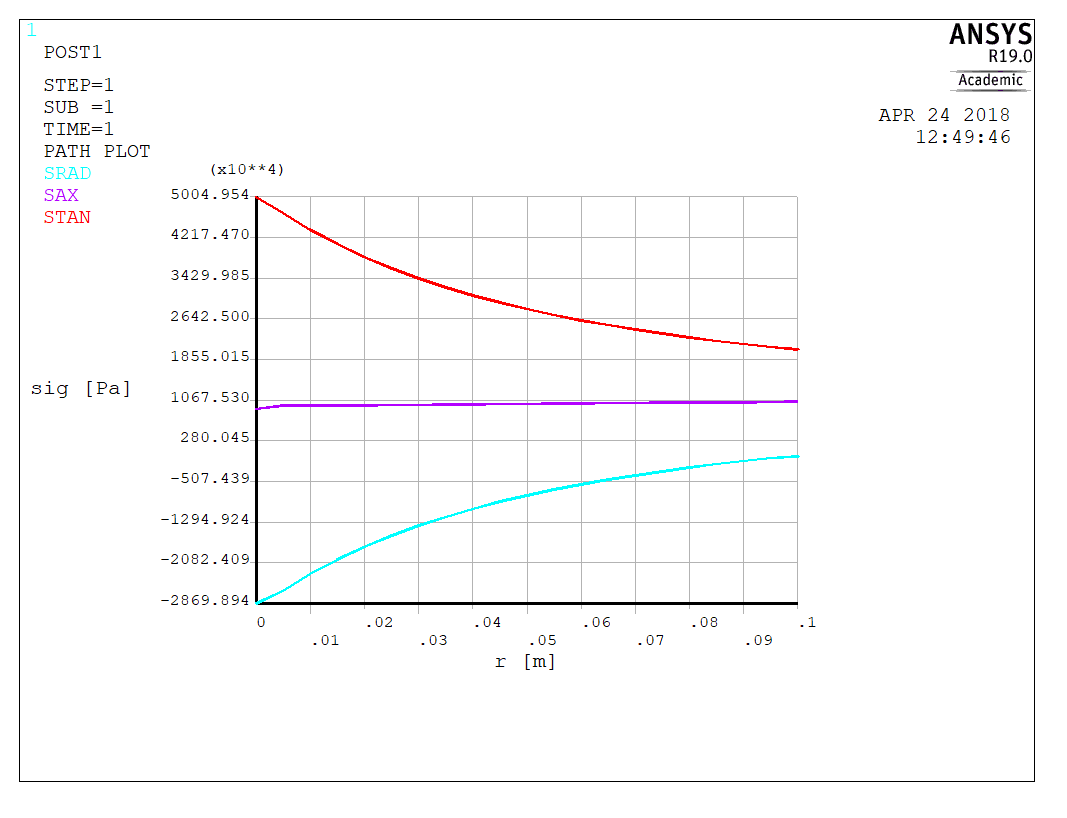 1
POST1
STEP=1
SUB =1
TIME=1
PATH PLOT
SRAD
SAX
STAN
ANSYS
R19.0
Academic
APR 24 2018
12:49:46
(x10**4)
5004.954
4217.470
3429.985
2642.500
1855.015
1067.530
280.045
-507.439
-1294.924
-2082.409
-2869.894
sig [Pa]
0 .02 .04 .06 .08 .1
.01 .03 .05 .07 .09
r [m]